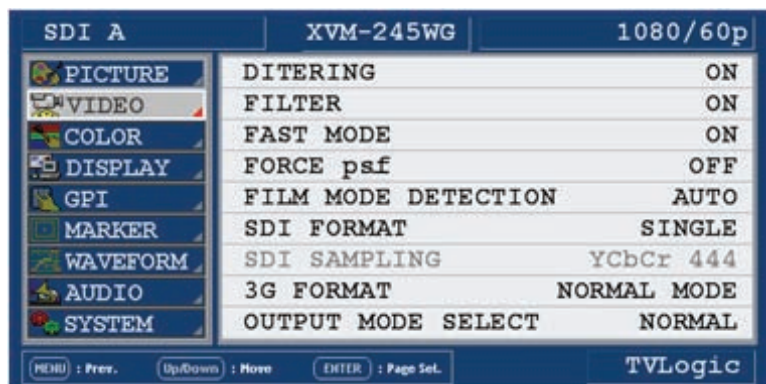 SDI A XVM-245WG 1080/60p
PICTURE
VIDEO
COLOR
DISPLAY
GPI
MARKER
WAVEFORM
AUDIO
SYSTEM
DITERING ON
FILTER ON
FAST MODE ON
FORCE psf OFF
FILM MODE DETECTION AUTO
SDI FORMAT SINGLE
SDI SAMPLING YCbCr 444
3G FORMAT NORMAL MODE
OUTPUT MODE SELECT NORMAL
MENU : Prev. Up/Down : Move ENTER : Page Sel. TVLogic